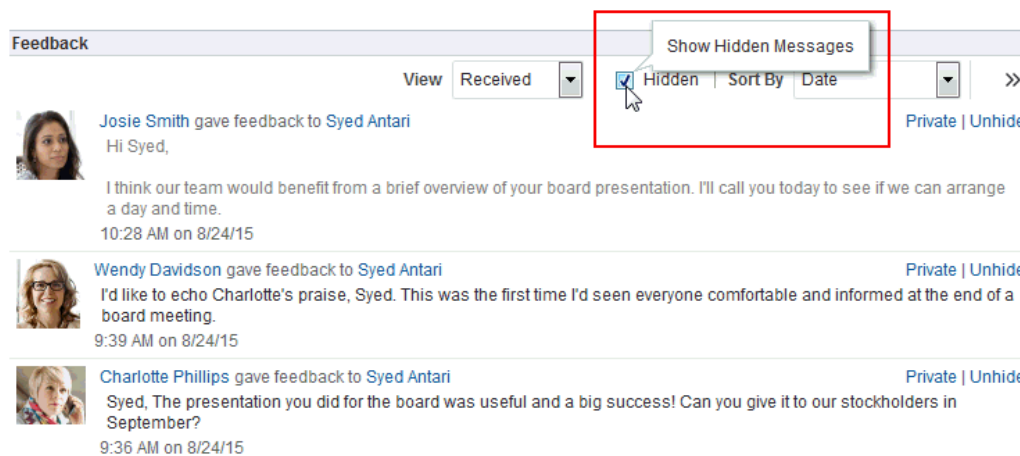 Show Hidden Messages
Feedback
View Received Hidden | Sort By Date »
Josie Smith gave feedback to Syed Antari Private | Unhide
Hi Syed,
I think our team would benefit from a brief overview of your board presentation. I'll call you today to see if we can arrange
a day and time.
10:28 AM on 8/24/15
Wendy Davidson gave feedback to Syed Antari Private | Unhide
I'd like to echo Charlotte's praise, Syed. This was the first time I'd seen everyone comfortable and informed at the end of a
board meeting.
9:39 AM on 8/24/15
Charlotte Phillips gave feedback to Syed Antari Private | Unhide
Syed, The presentation you did for the board was useful and a big success! Can you give it to our stockholders in
September?
9:36 AM on 8/24/15